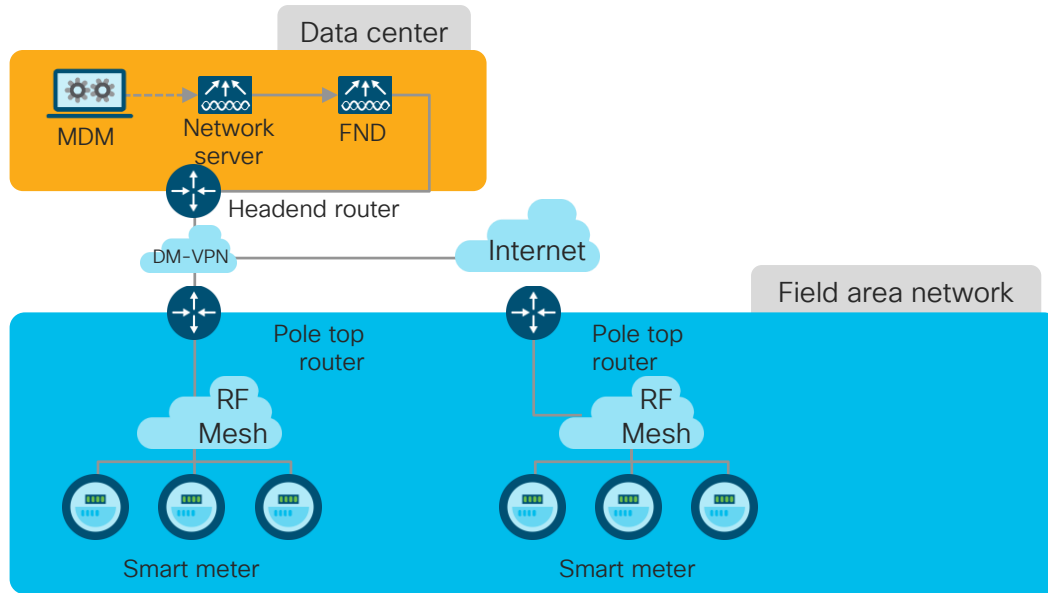 Data center
MDM
Network
server
FND
Headend router
DM-VPN
Internet
Field area network
Pole top
router
Pole top
router
RF
Mesh
RF
Mesh
Smart meter
Smart meter